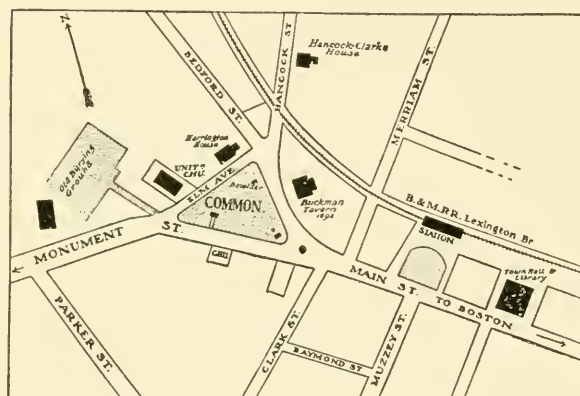 N
BEDFORD ST.
HANCOCK ST
Hancock-Clarke
House
MERRIAM ST.
Old Burying
Ground
Harrington
House
UNITN
CHU.
ELM AVE
Bowlder
COMMON.
Buckman
Tavern
B.&M.RR. Lexington Br
STATION
MONUMENT ST.
MAIN ST. TO BOSTON
Town Hall &
Library
PARKER ST.
CLARK ST.
RAYMOND ST
MUZZEY ST.